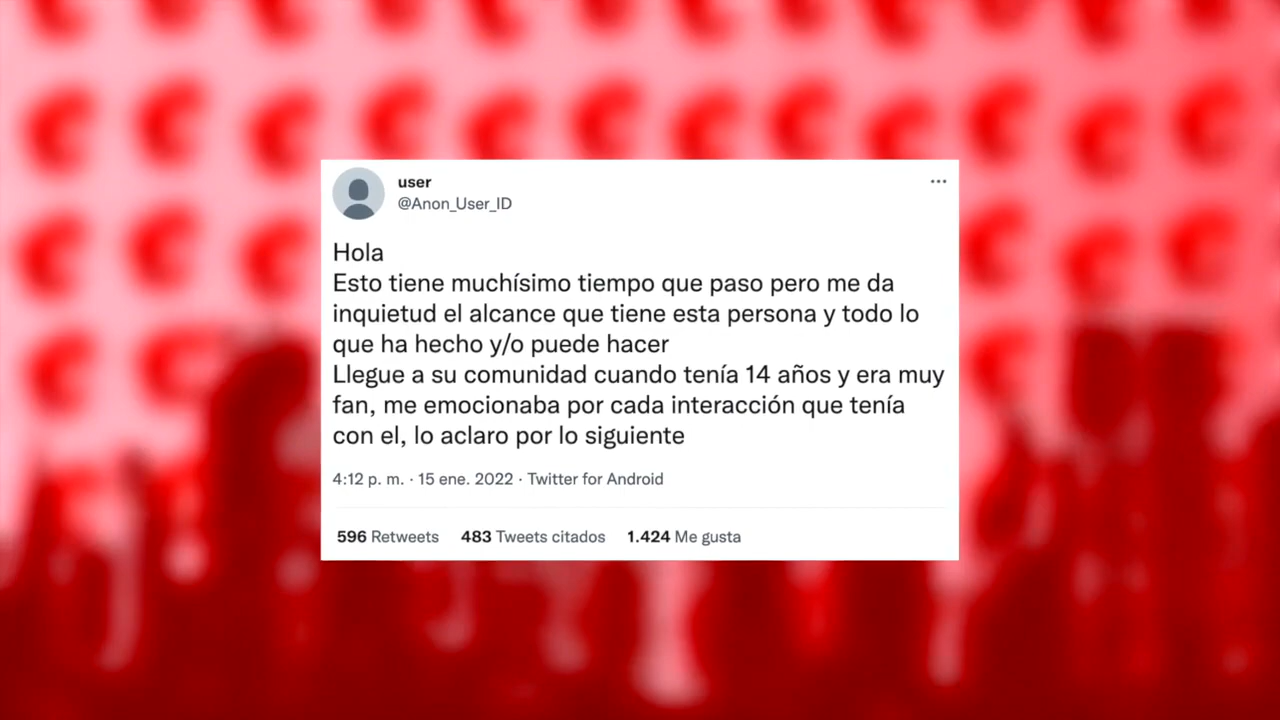 user
@Anon_User_ID
Hola
Esto tiene muchísimo tiempo que paso pero me da
inquietud el alcance que tiene esta persona y todo lo
que ha hecho y/o puede hacer
Llegue a su comunidad cuando tenía 14 años y era muy
fan, me emocionaba por cada interacción que tenía
con el, lo aclaro por lo siguiente
4:12 p. m. · 15 ene. 2022 · Twitter for Android
596 Retweets 483 Tweets citados 1.424 Me gusta